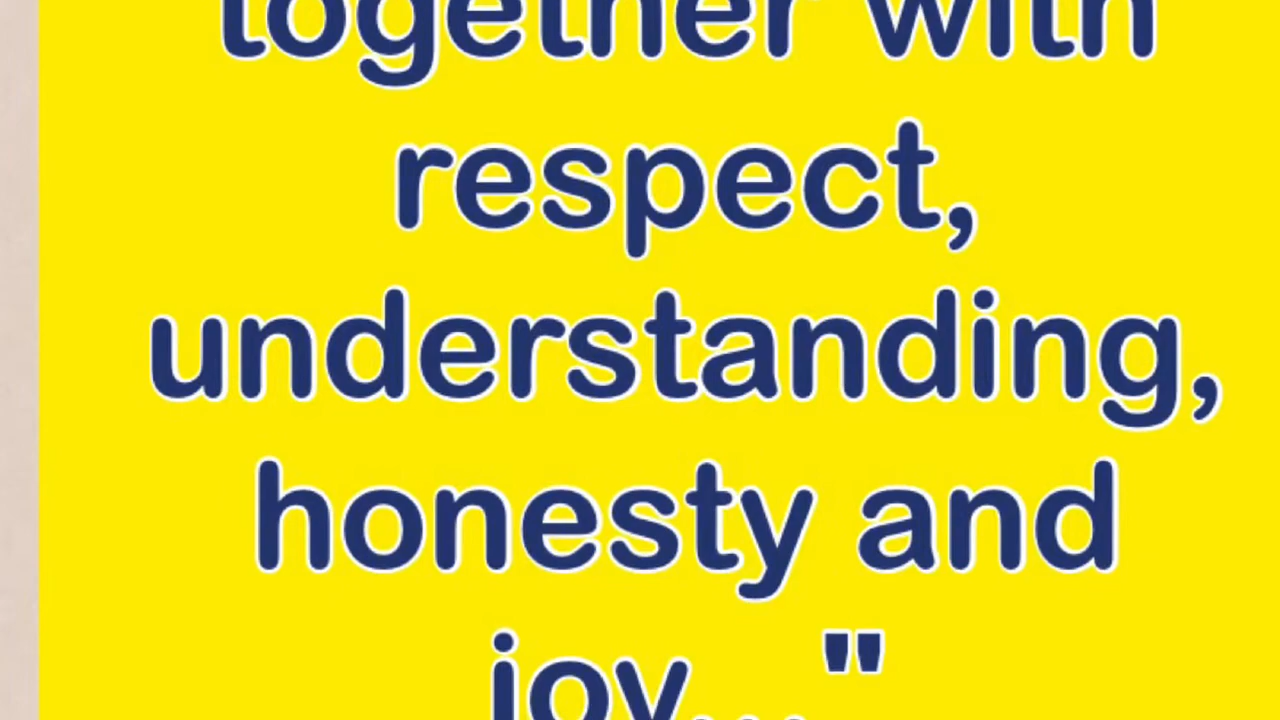 together with
respect,
understanding,
honesty and
joy..."